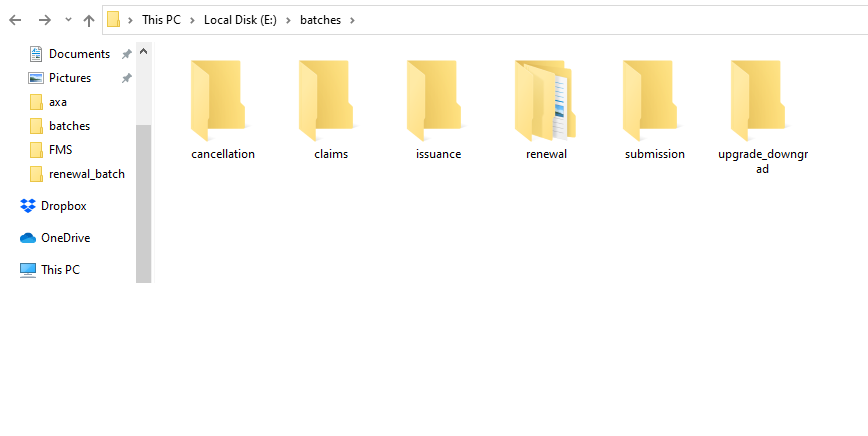 This PC > Local Disk (E:) > batches >
Documents
Pictures
axa
batches
FMS
renewal_batch
Dropbox
OneDrive
This PC
cancellation
claims
issuance
renewal
submission
upgrade_downgr
ad